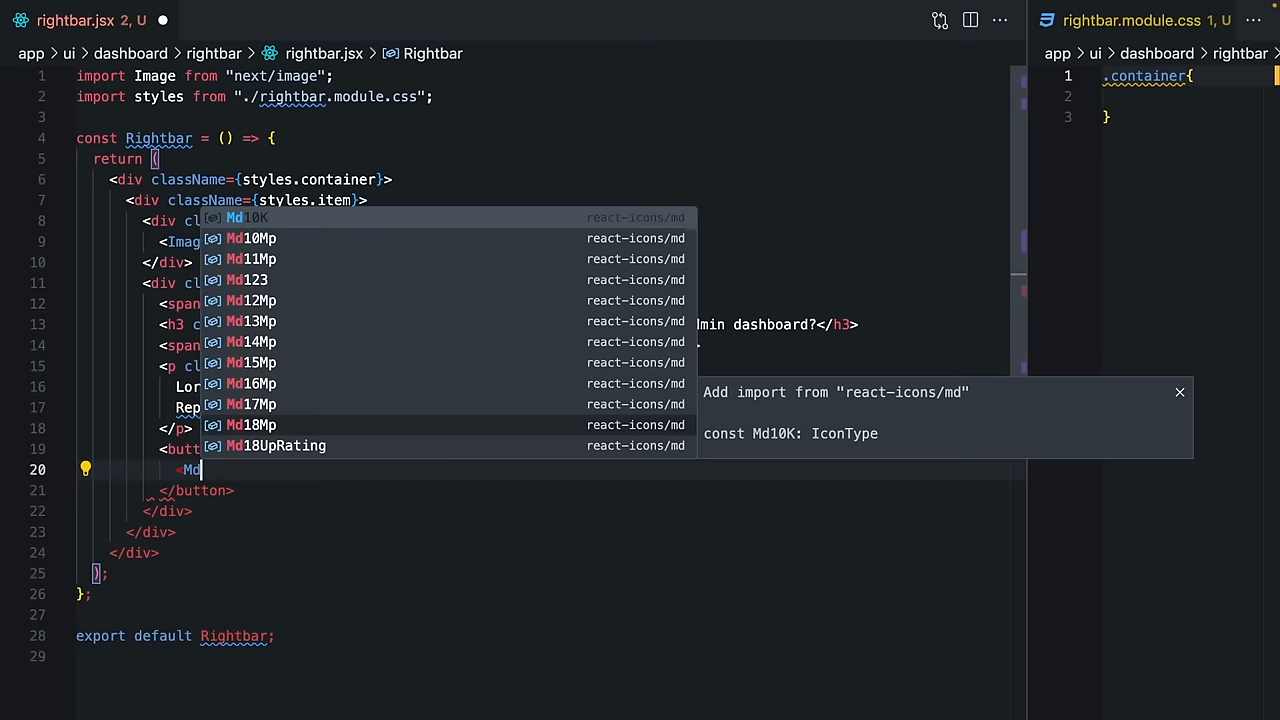 rightbar.jsx 2, U
app > ui > dashboard > rightbar > rightbar.jsx > Rightbar
1 import Image from "next/image";
2 import styles from "./rightbar.module.css";
3
4 const Rightbar = () => {
5 return (
6 <div className={styles.container}>
7 <div className={styles.item}>
8 <div cl
9 <Imag
10 </div>
11 <div cl
12 <span
13 <h3 c dmin dashboard?</h3>
14 <span
15 <p cl
16 Lor
17 Rep
18 </p>
19 <butt
20 <Md
21 </button>
22 </div>
23 </div>
24 </div>
25 );
26 };
27
28 export default Rightbar;
29
Md10K react-icons/md
Md10Mp react-icons/md
Md11Mp react-icons/md
Md123 react-icons/md
Md12Mp react-icons/md
Md13Mp react-icons/md
Md14Mp react-icons/md
Md15Mp react-icons/md
Md16Mp react-icons/md
Md17Mp react-icons/md
Md18Mp react-icons/md
Md18UpRating react-icons/md
Add import from "react-icons/md"
const Md10K: IconType
rightbar.module.css 1, U
app > ui > dashboard > rightbar >
1 .container{
2
3 }